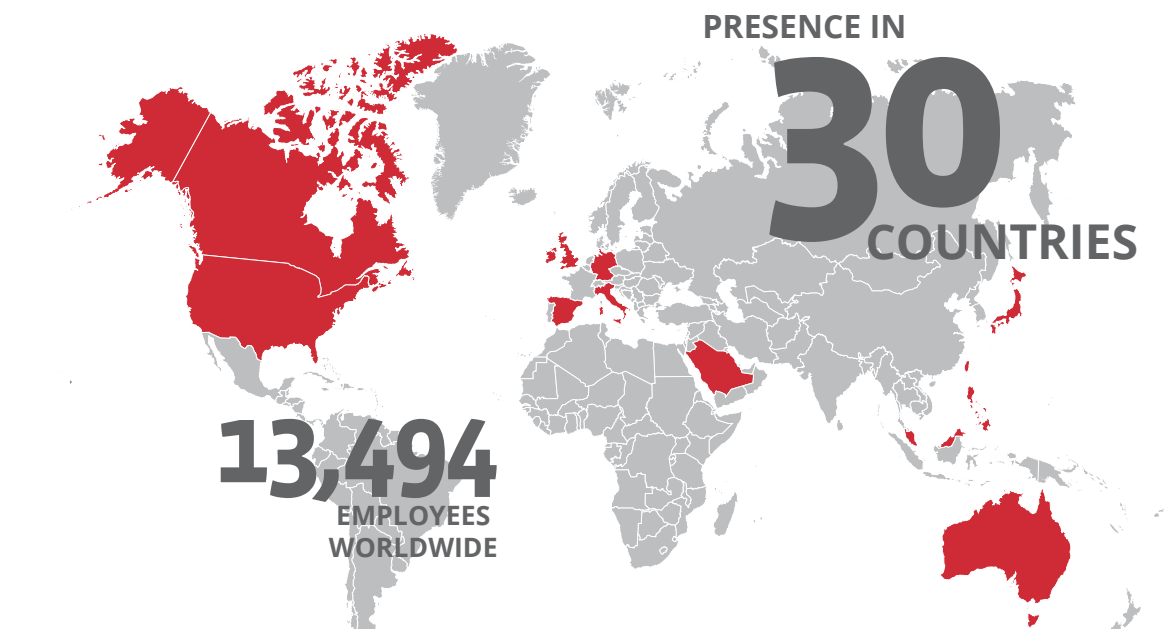 PRESENCE IN
30
COUNTRIES
13,494
EMPLOYEES
WORLDWIDE